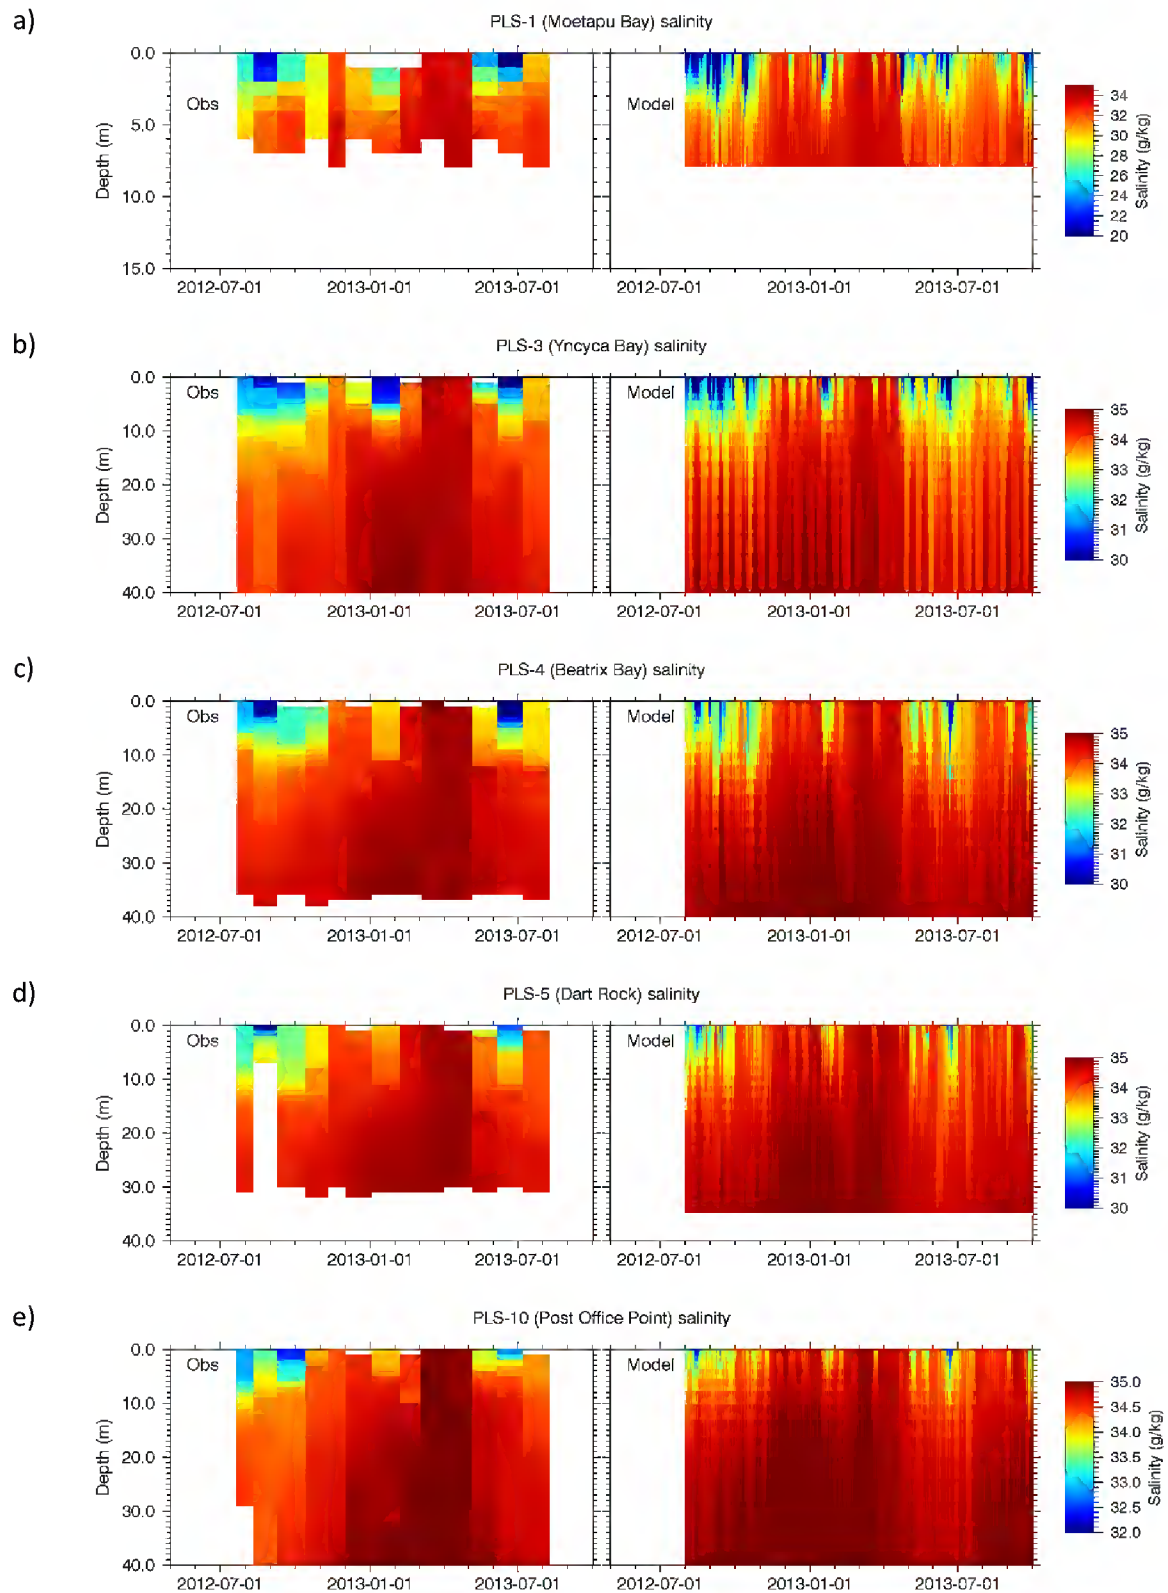 a)
PLS-1 (Moetapu Bay) salinity
0.0
5.0
10.0
15.0
Depth (m)
Obs
Model
2012-07-01 2013-01-01 2013-07-01
2012-07-01 2013-01-01 2013-07-01
34
32
30
28
26
24
22
20
Salinity (g/kg)
b)
PLS-3 (Yncyca Bay) salinity
0.0
10.0
20.0
30.0
40.0
Depth (m)
Obs
Model
2012-07-01 2013-01-01 2013-07-01
2012-07-01 2013-01-01 2013-07-01
35
34
33
32
31
30
Salinity (g/kg)
c)
PLS-4 (Beatrix Bay) salinity
0.0
10.0
20.0
30.0
40.0
Depth (m)
Obs
Model
2012-07-01 2013-01-01 2013-07-01
2012-07-01 2013-01-01 2013-07-01
35
34
33
32
31
30
Salinity (g/kg)
d)
PLS-5 (Dart Rock) salinity
0.0
10.0
20.0
30.0
40.0
Depth (m)
Obs
Model
2012-07-01 2013-01-01 2013-07-01
2012-07-01 2013-01-01 2013-07-01
35
34
33
32
31
30
Salinity (g/kg)
e)
PLS-10 (Post Office Point) salinity
0.0
10.0
20.0
30.0
40.0
Depth (m)
Obs
Model
2012-07-01 2013-01-01 2013-07-01
2012-07-01 2013-01-01 2013-07-01
35.0
34.5
34.0
33.5
33.0
32.5
32.0
Salinity (g/kg)